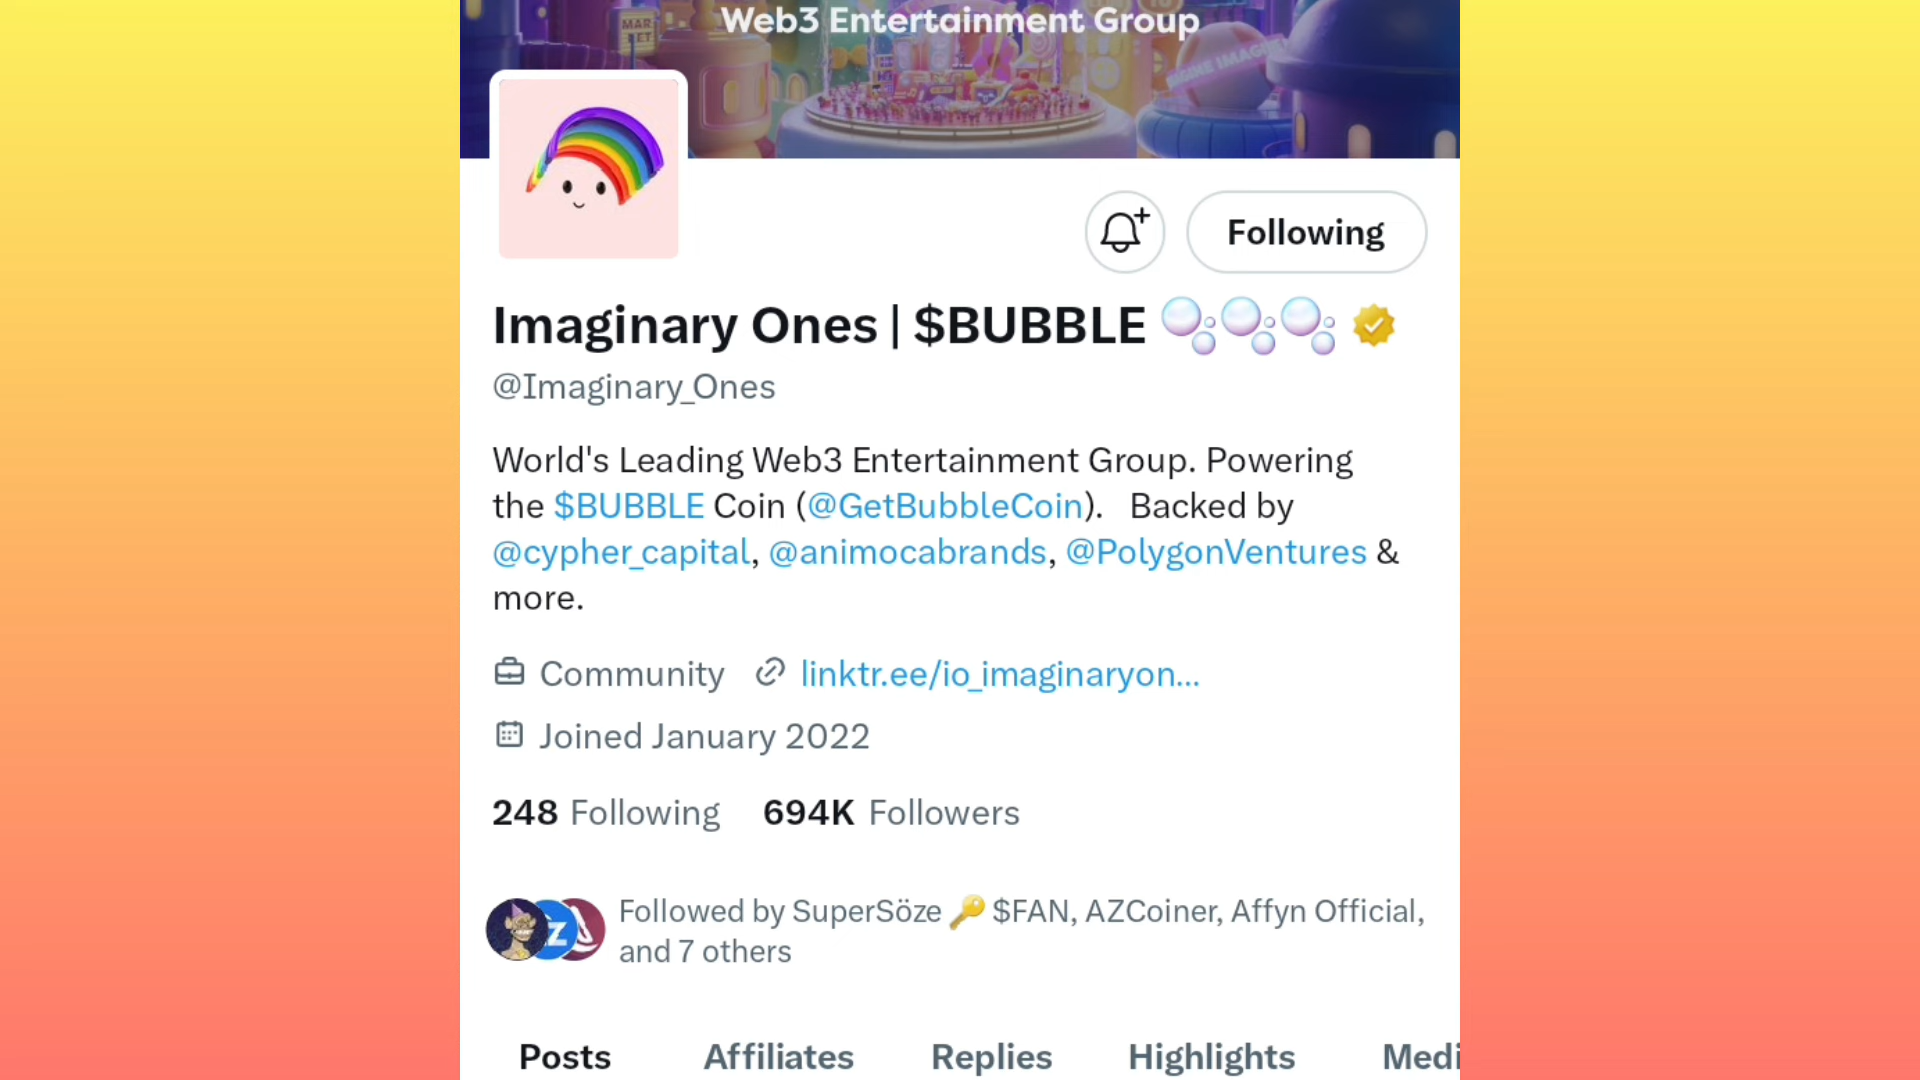 Web3 Entertainment Group
MAR
KET
Following
Imaginary Ones | $BUBBLE 🫧🫧🫧
@Imaginary_Ones
World's Leading Web3 Entertainment Group. Powering
the $BUBBLE Coin (@GetBubbleCoin).   Backed by
@cypher_capital, @animocabrands, @PolygonVentures &
more.
Community linktr.ee/io_imaginaryon...
Joined January 2022
248 Following 694K Followers
Followed by SuperSöze 🔑 $FAN, AZCoiner, Affyn Official,
and 7 others
Posts Affiliates Replies Highlights Medi